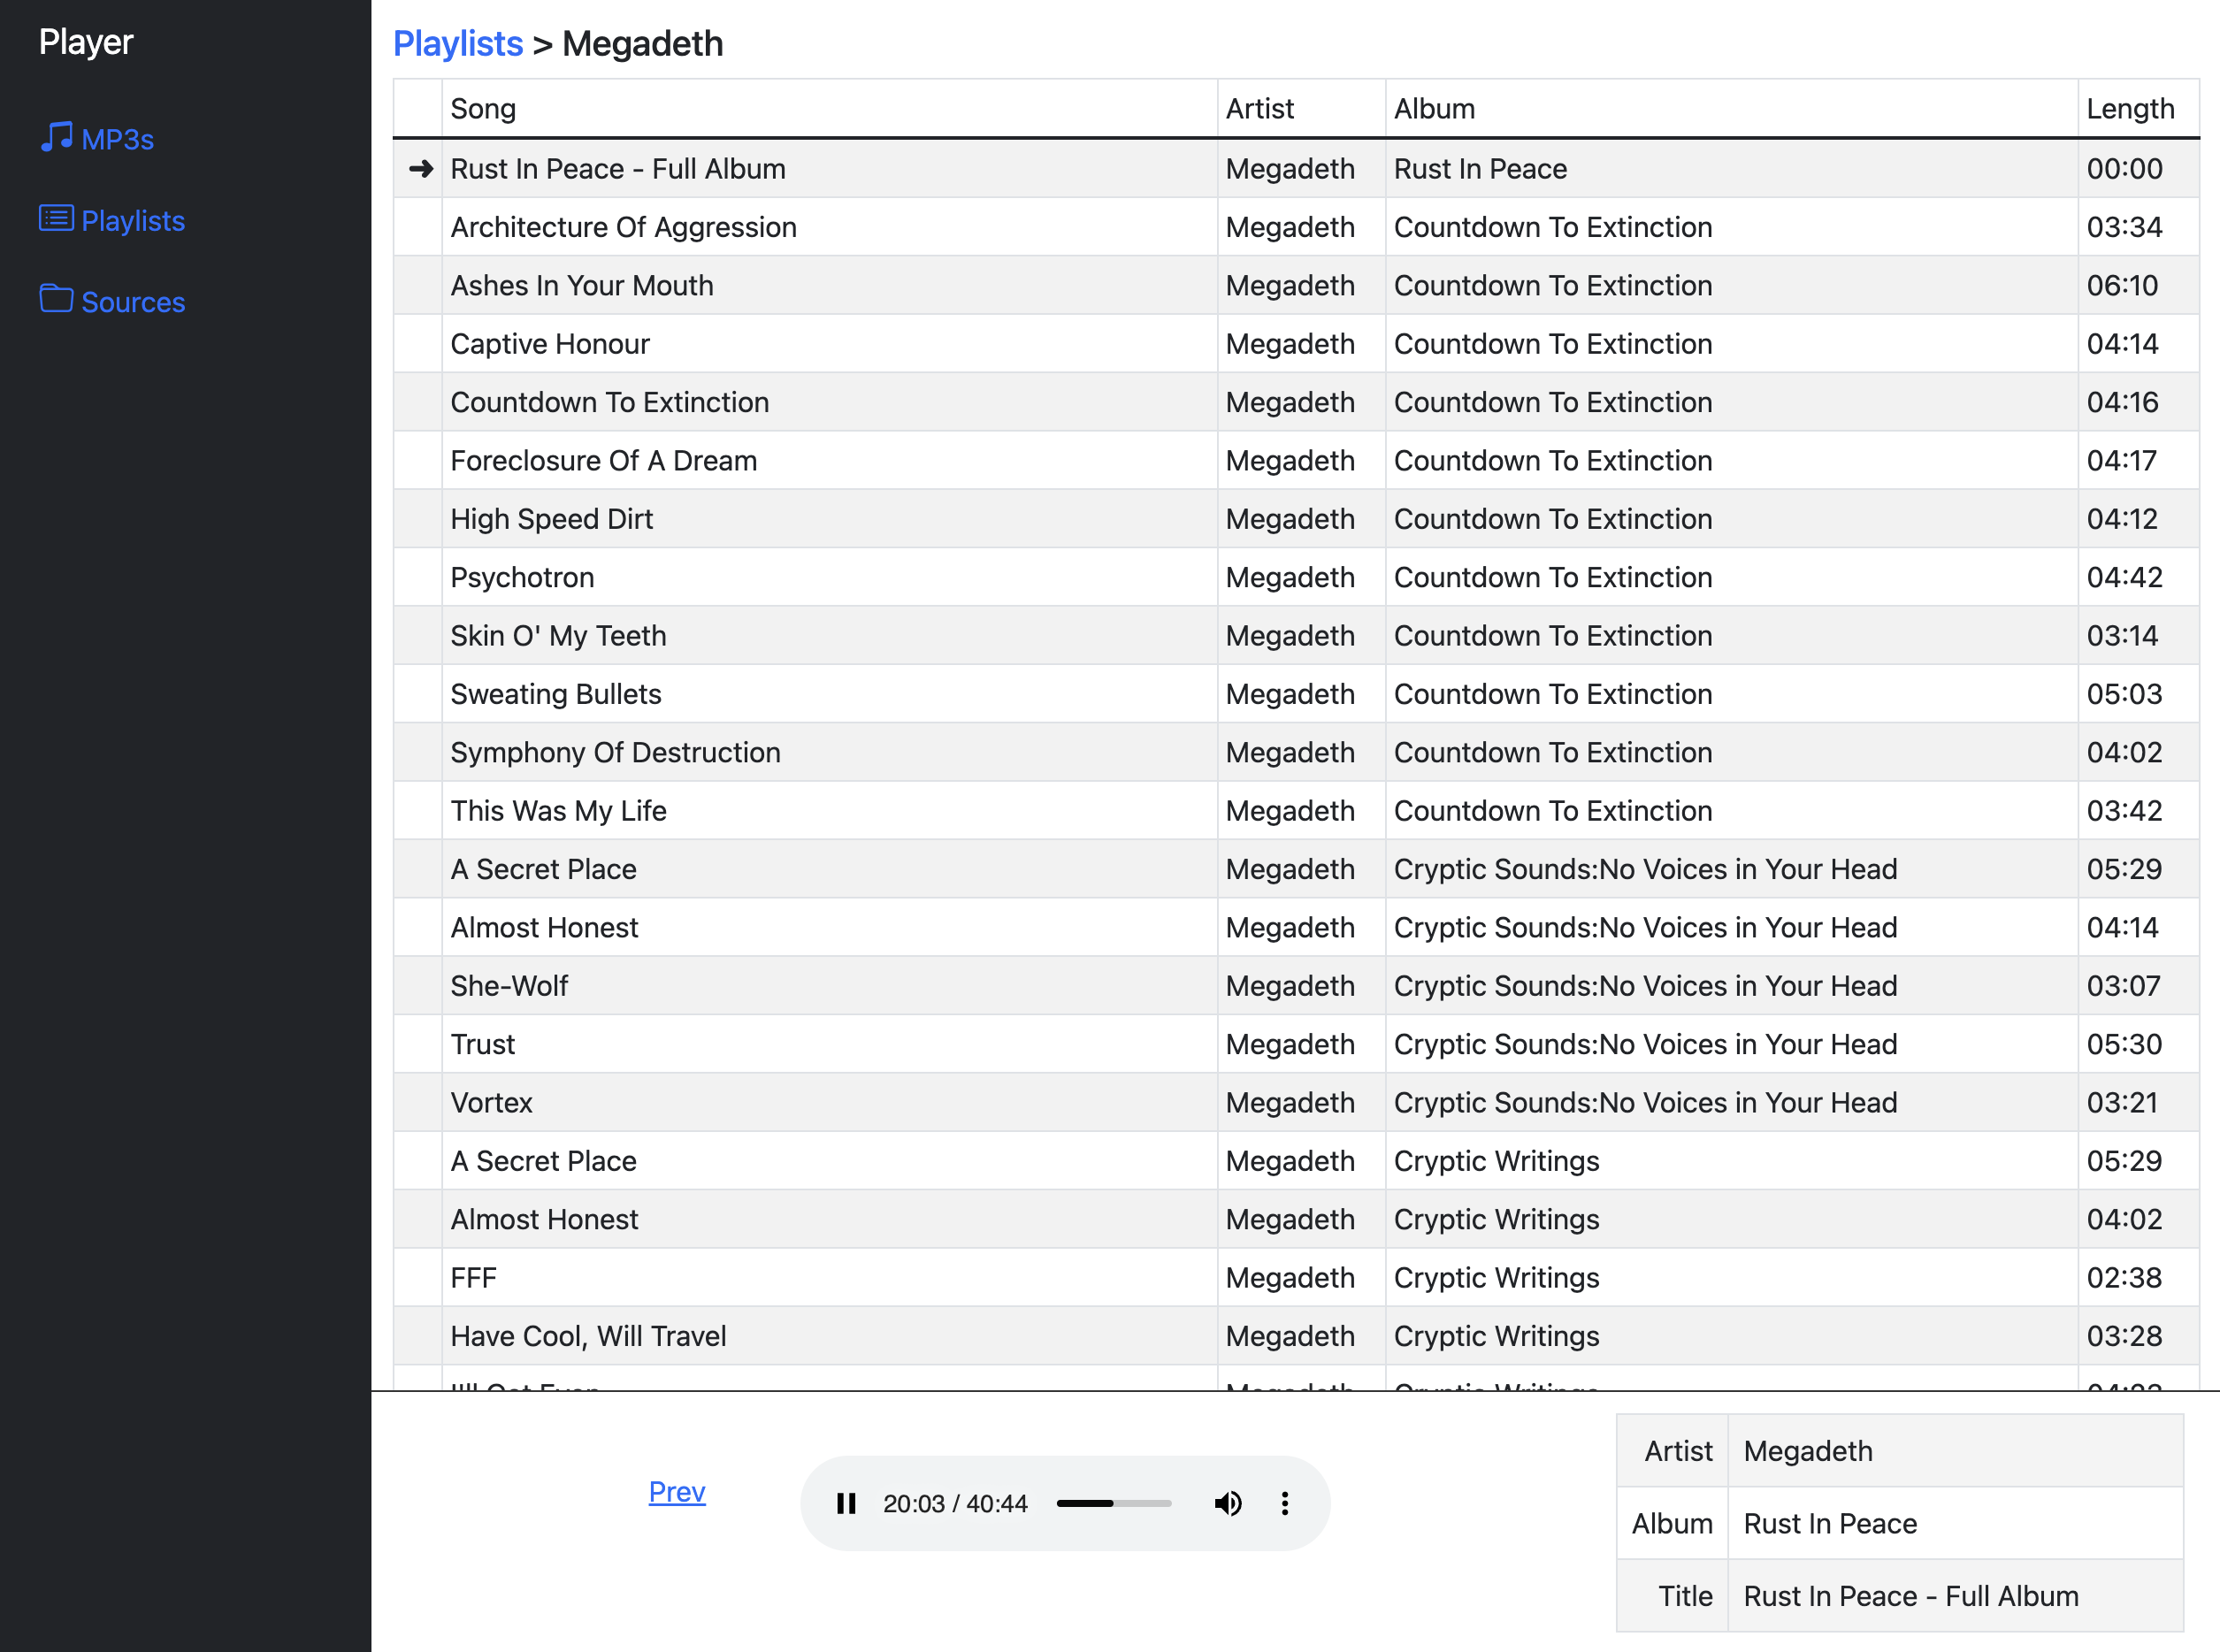 Player
MP3s
Playlists
Sources
Playlists > Megadeth
Song Artist Album Length
Rust In Peace - Full Album Megadeth Rust In Peace 00:00
Architecture Of Aggression Megadeth Countdown To Extinction 03:34
Ashes In Your Mouth Megadeth Countdown To Extinction 06:10
Captive Honour Megadeth Countdown To Extinction 04:14
Countdown To Extinction Megadeth Countdown To Extinction 04:16
Foreclosure Of A Dream Megadeth Countdown To Extinction 04:17
High Speed Dirt Megadeth Countdown To Extinction 04:12
Psychotron Megadeth Countdown To Extinction 04:42
Skin O' My Teeth Megadeth Countdown To Extinction 03:14
Sweating Bullets Megadeth Countdown To Extinction 05:03
Symphony Of Destruction Megadeth Countdown To Extinction 04:02
This Was My Life Megadeth Countdown To Extinction 03:42
A Secret Place Megadeth Cryptic Sounds:No Voices in Your Head 05:29
Almost Honest Megadeth Cryptic Sounds:No Voices in Your Head 04:14
She-Wolf Megadeth Cryptic Sounds:No Voices in Your Head 03:07
Trust Megadeth Cryptic Sounds:No Voices in Your Head 05:30
Vortex Megadeth Cryptic Sounds:No Voices in Your Head 03:21
A Secret Place Megadeth Cryptic Writings 05:29
Almost Honest Megadeth Cryptic Writings 04:02
FFF Megadeth Cryptic Writings 02:38
Have Cool, Will Travel Megadeth Cryptic Writings 03:28
I'll Get Even Megadeth Cryptic Writings
Prev
20:03 / 40:44
Artist Megadeth
Album Rust In Peace
Title Rust In Peace - Full Album